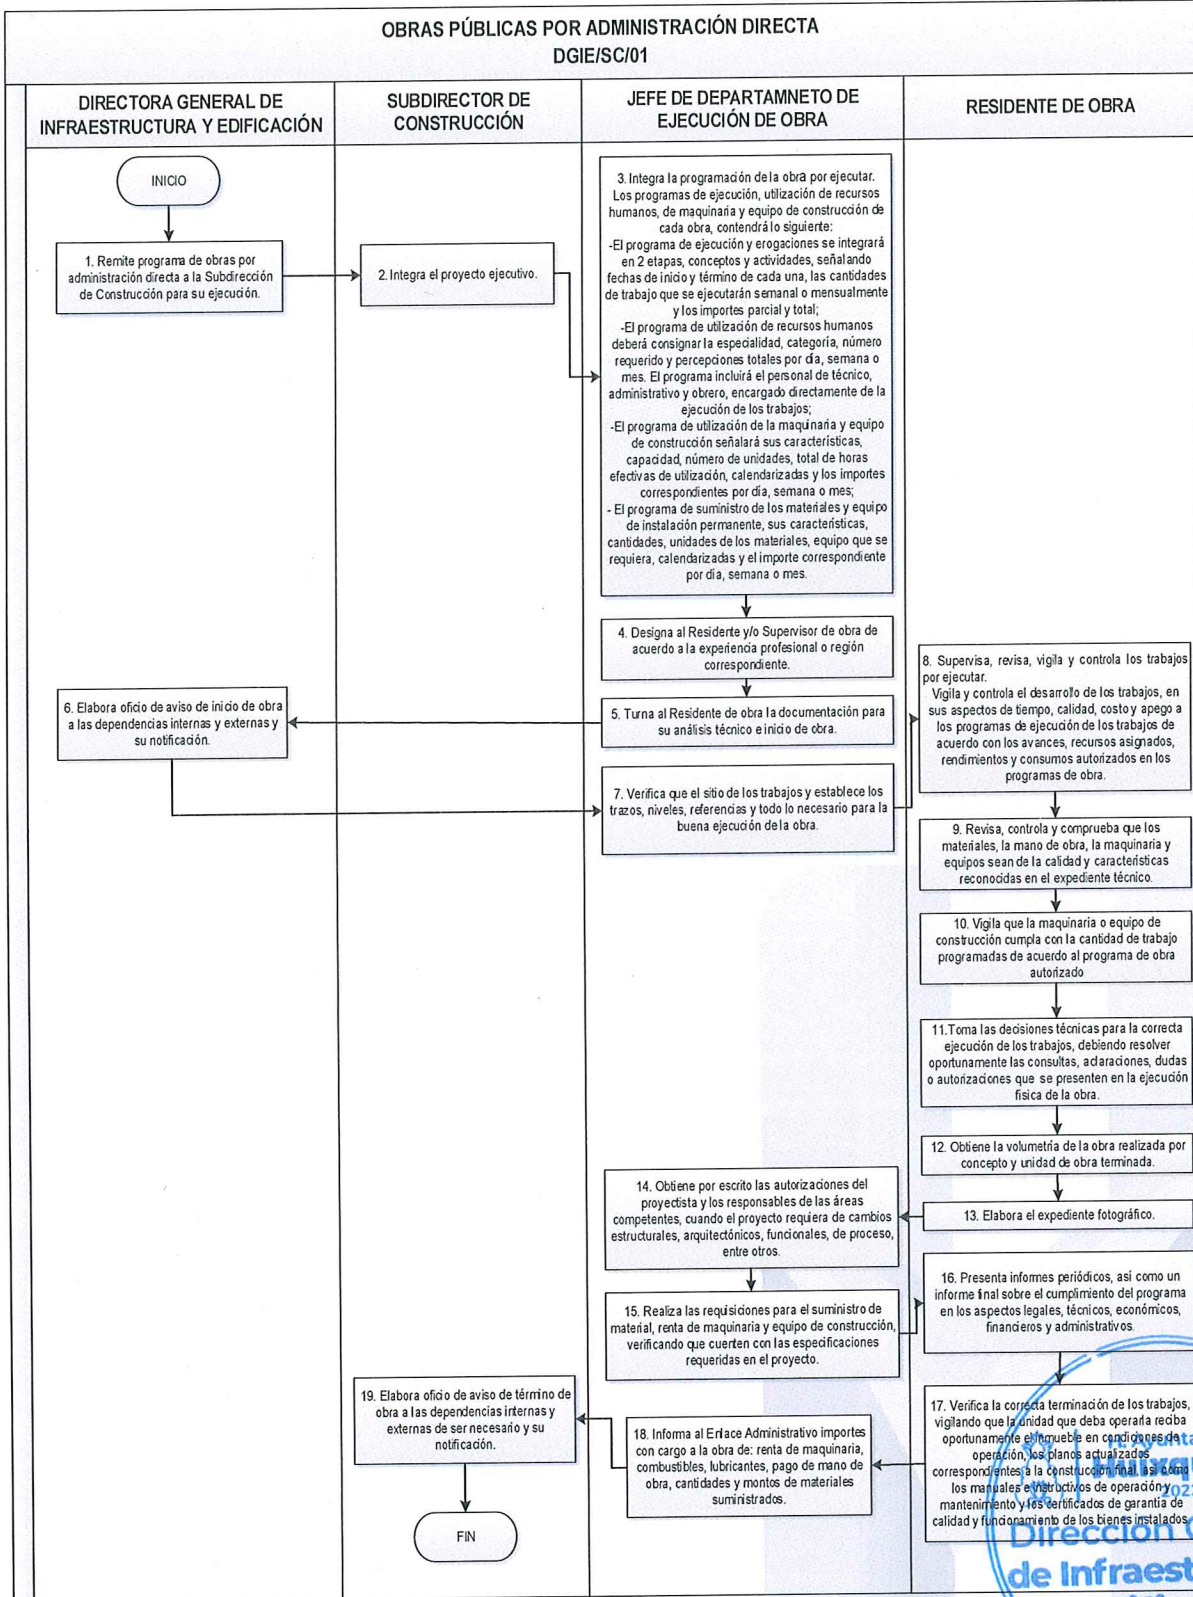 OBRAS PÚBLICAS POR ADMINISTRACIÓN DIRECTA
DGIE/SC/01
DIRECTORA GENERAL DE
INFRAESTRUCTURA Y EDIFICACIÓN
SUBDIRECTOR DE
CONSTRUCCIÓN
JEFE DE DEPARTAMNETO DE
EJECUCIÓN DE OBRA
RESIDENTE DE OBRA
INICIO
1. Remite programa de obras por
administración directa a la Subdirección
de Construcción para su ejecución.
2. Integra el proyecto ejecutivo.
3. Integra la programación de la obra por ejecutar.
Los programas de ejecución, utilización de recursos
humanos, de maquinaria y equipo de construcción de
cada obra, contendrá lo siguiente:
-El programa de ejecución y erogaciones se integrará
en 2 etapas, conceptos y actividades, señalando
fechas de inicio y término de cada una, las cantidades
de trabajo que se ejecutarán semanal o mensualmente
y los importes parcial y total;
-El programa de utilización de recursos humanos
deberá consignar la especialidad, categoría, número
requerido y percepciones totales por día, semana o
mes. El programa incluirá el personal de técnico,
administrativo y obrero, encargado directamente de la
ejecución de los trabajos;
-El programa de utilización de la maquinaria y equipo
de construcción señalará sus características,
capacidad, número de unidades, total de horas
efectivas de utilización, calendarizadas y los importes
correspondientes por día, semana o mes;
- El programa de suministro de los materiales y equipo
de instalación permanente, sus características,
cantidades, unidades de los materiales, equipo que se
requiera, calendarizadas y el importe correspondiente
por día, semana o mes.
4. Designa al Residente y/o Supervisor de obra de
acuerdo a la experiencia profesional o región
correspondiente.
5. Turna al Residente de obra la documentación para
su análisis técnico e inicio de obra.
6. Elabora oficio de aviso de inicio de obra
a las dependencias internas y externas y
su notificación.
7. Verifica que el sitio de los trabajos y establece los
trazos, niveles, referencias y todo lo necesario para la
buena ejecución de la obra.
8. Supervisa, revisa, vigila y controla los trabajos
por ejecutar.
Vigila y controla el desarrollo de los trabajos, en
sus aspectos de tiempo, calidad, costo y apego a
los programas de ejecución de los trabajos de
acuerdo con los avances, recursos asignados,
rendimientos y consumos autorizados en los
programas de obra.
9. Revisa, controla y comprueba que los
materiales, la mano de obra, la maquinaria y
equipos sean de la calidad y características
reconocidas en el expediente técnico.
10. Vigila que la maquinaria o equipo de
construcción cumpla con la cantidad de trabajo
programadas de acuerdo al programa de obra
autorizado
11.Toma las decisiones técnicas para la correcta
ejecución de los trabajos, debiendo resolver
oportunamente las consultas, aclaraciones, dudas
o autorizaciones que se presenten en la ejecución
física de la obra.
12. Obtiene la volumetría de la obra realizada por
concepto y unidad de obra terminada.
13. Elabora el expediente fotográfico.
14. Obtiene por escrito las autorizaciones del
proyectista y los responsables de las áreas
competentes, cuando el proyecto requiera de cambios
estructurales, arquitectónicos, funcionales, de proceso,
entre otros.
15. Realiza las requisiciones para el suministro de
material, renta de maquinaria y equipo de construcción,
verificando que cuenten con las especificaciones
requeridas en el proyecto.
16. Presenta informes periódicos, así como un
informe final sobre el cumplimiento del programa
en los aspectos legales, técnicos, económicos,
financieros y administrativos.
17. Verifica la correcta terminación de los trabajos,
vigilando que la unidad que deba operarla reciba
oportunamente el inmueble en condiciones de
operación, los planos actualizados
correspondientes a la construcción final, así como
los manuales e instructivos de operación y
mantenimiento y los certificados de garantía de
calidad y funcionamiento de los bienes instalados
18. Informa al Enlace Administrativo importes
con cargo a la obra de: renta de maquinaria,
combustibles, lubricantes, pago de mano de
obra, cantidades y montos de materiales
suministrados.
19. Elabora oficio de aviso de término de
obra a las dependencias internas y
externas de ser necesario y su
notificación.
FIN
Dirección
de Infraest